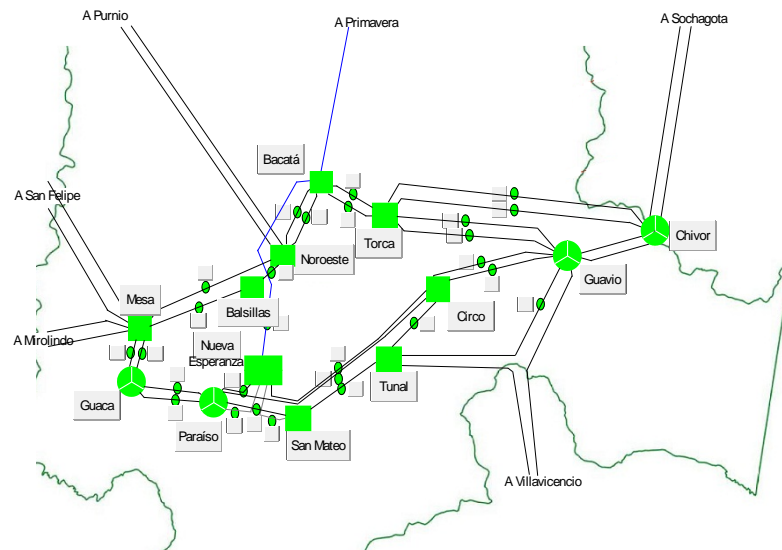 A Purnio
A Primavera
A Sochagota
Bacatá
A San Felipe
Torca
Chivor
Noroeste
Guavio
Mesa
Balsillas
Circo
A Mirolindo
Nueva
Esperanza
Tunal
Guaca
Paraíso
San Mateo
A Villavicencio